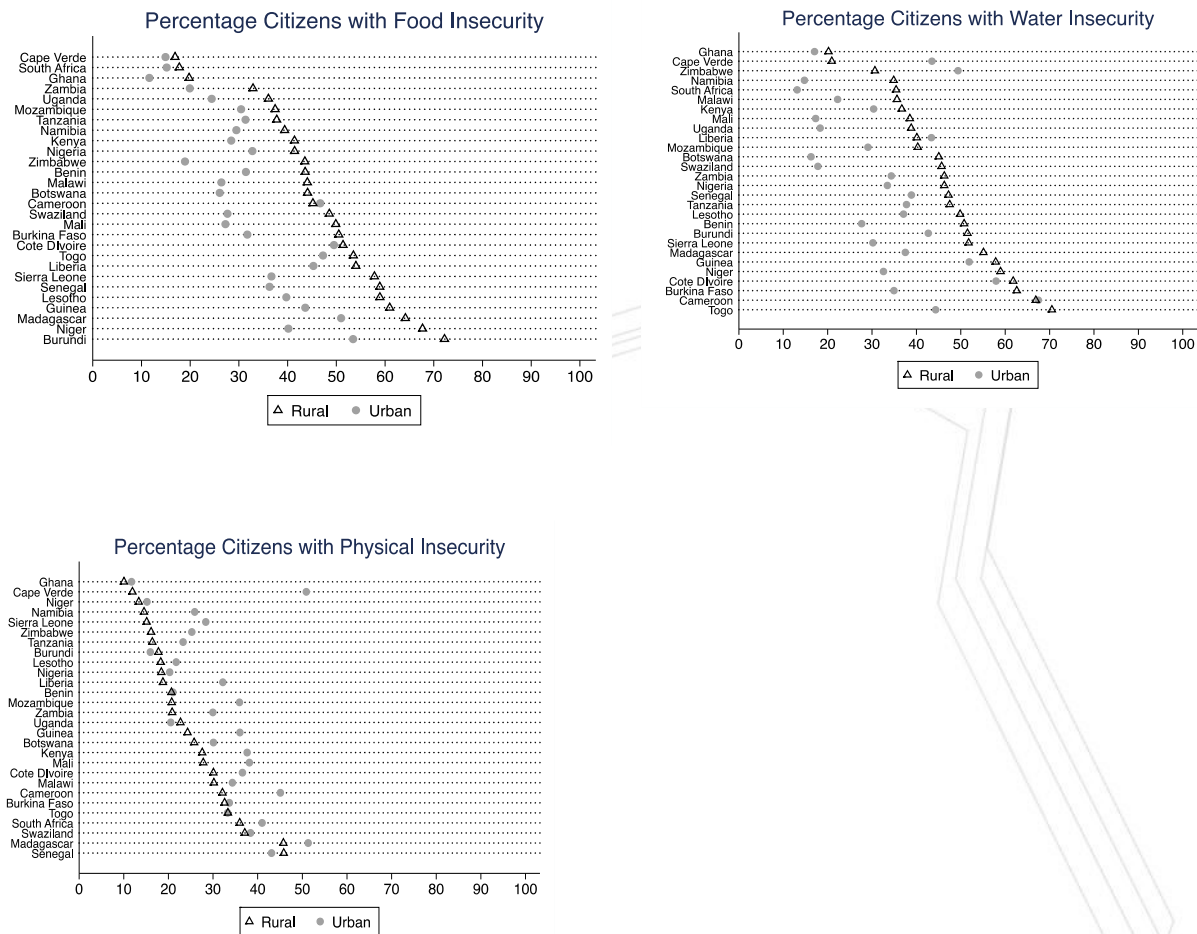 Percentage Citizens with Food Insecurity
Cape Verde
South Africa
Ghana
Zambia
Uganda
Mozambique
Tanzania
Namibia
Kenya
Nigeria
Zimbabwe
Benin
Malawi
Botswana
Cameroon
Swaziland
Mali
Burkina Faso
Cote DIvoire
Togo
Liberia
Sierra Leone
Senegal
Lesotho
Guinea
Madagascar
Niger
Burundi
0 10 20 30 40 50 60 70 80 90 100
Rural Urban
Percentage Citizens with Water Insecurity
Ghana
Cape Verde
Zimbabwe
Namibia
South Africa
Malawi
Kenya
Mali
Uganda
Liberia
Mozambique
Botswana
Swaziland
Zambia
Nigeria
Senegal
Tanzania
Lesotho
Benin
Burundi
Sierra Leone
Madagascar
Guinea
Niger
Cote DIvoire
Burkina Faso
Cameroon
Togo
0 10 20 30 40 50 60 70 80 90 100
Rural Urban
Percentage Citizens with Physical Insecurity
Ghana
Cape Verde
Niger
Namibia
Sierra Leone
Zimbabwe
Tanzania
Burundi
Lesotho
Nigeria
Liberia
Benin
Mozambique
Zambia
Uganda
Guinea
Botswana
Kenya
Mali
Cote DIvoire
Malawi
Cameroon
Burkina Faso
Togo
South Africa
Swaziland
Madagascar
Senegal
0 10 20 30 40 50 60 70 80 90 100
Rural Urban